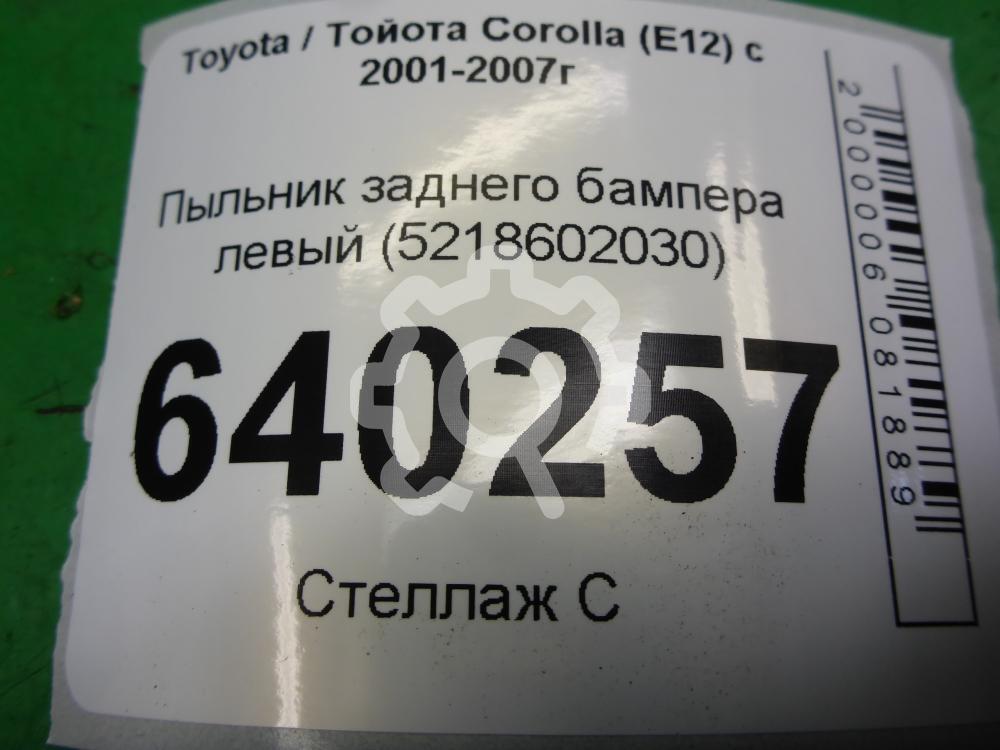 Toyota / Тойота Corolla (E12) с
2001-2007г
Пыльник заднего бампера
левый (5218602030)
640257
Стеллаж С
2000006081889